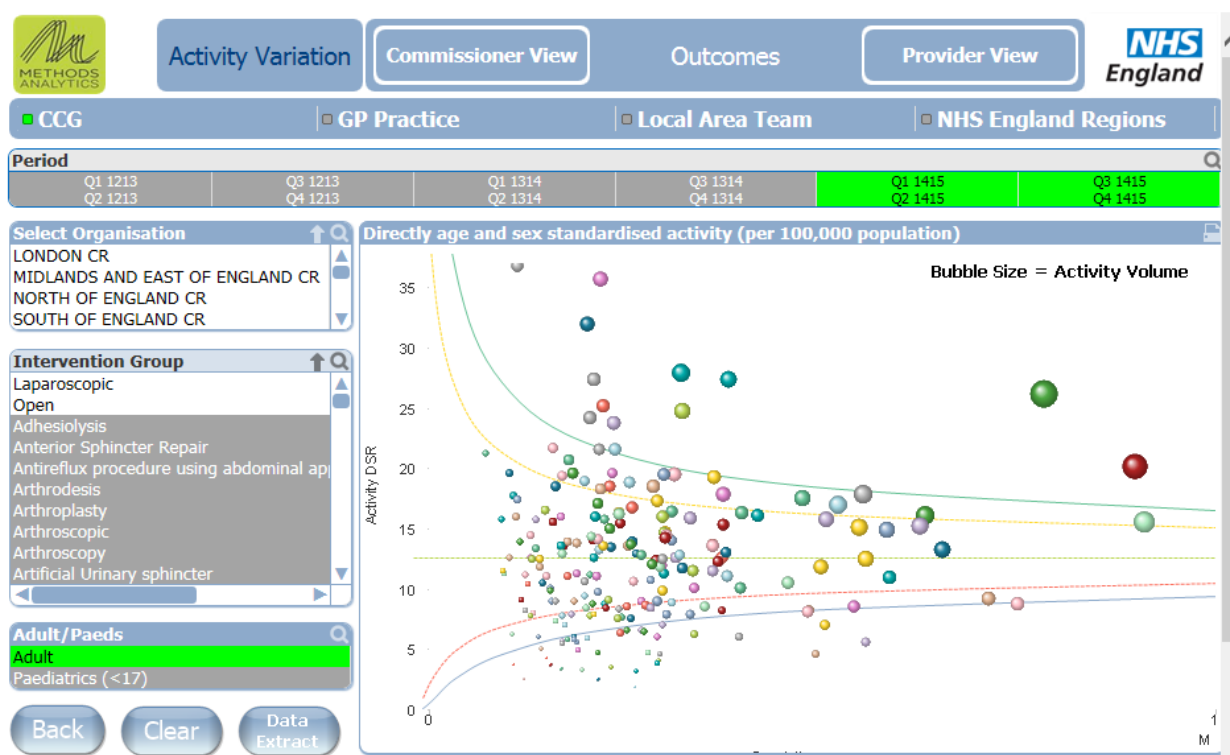 METHODS
ANALYTICS
Activity Variation
Commissioner View
Outcomes
Provider View
NHS
England
CCG
GP Practice
Local Area Team
NHS England Regions
Period
Q1 1213 Q3 1213 Q1 1314 Q3 1314 Q1 1415 Q3 1415
Q2 1213 Q4 1213 Q2 1314 Q4 1314 Q2 1415 Q4 1415
Select Organisation
LONDON CR
MIDLANDS AND EAST OF ENGLAND CR
NORTH OF ENGLAND CR
SOUTH OF ENGLAND CR
Intervention Group
Laparoscopic
Open
Adhesiolysis
Anterior Sphincter Repair
Antireflux procedure using abdominal
Arthrodesis
Arthroplasty
Arthroscopic
Arthroscopy
Artificial Urinary sphincter
Adult/Paeds
Adult
Paediatrics (<17)
Back
Clear
Data
Extract
Directly age and sex standardised activity (per 100,000 population)
Bubble Size = Activity Volume
Activity DSR
35
30
25
20
15
10
5
0
0
1
M